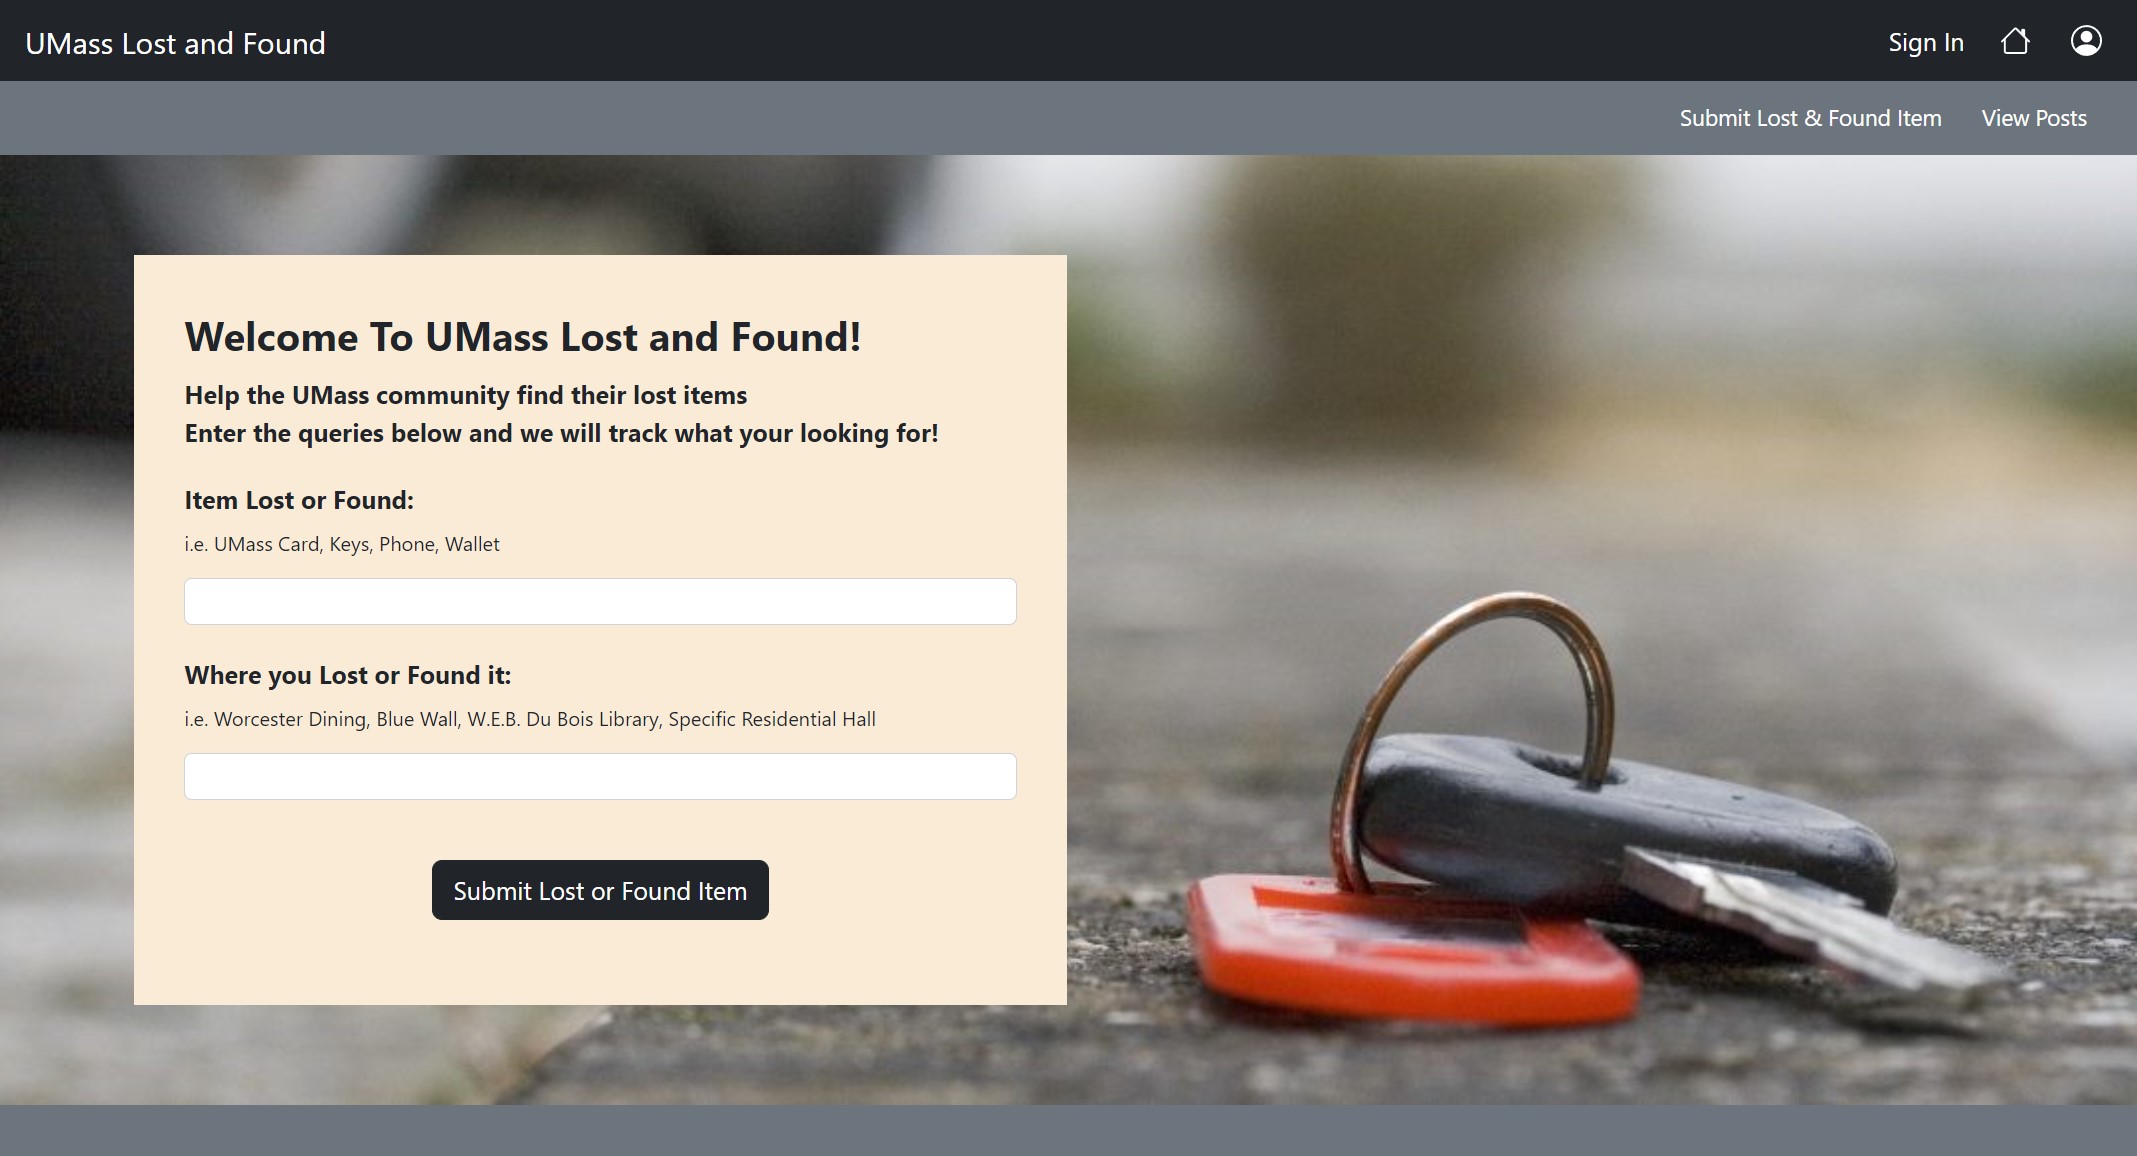 UMass Lost and Found
Sign In
Submit Lost & Found Item
View Posts
Welcome To UMass Lost and Found!
Help the UMass community find their lost items
Enter the queries below and we will track what your looking for!
Item Lost or Found:
i.e. UMass Card, Keys, Phone, Wallet
Where you Lost or Found it:
i.e. Worcester Dining, Blue Wall, W.E.B. Du Bois Library, Specific Residential Hall
Submit Lost or Found Item